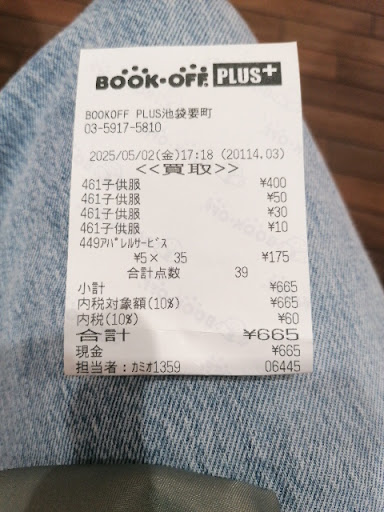 BOOK·OFF PLUS+
BOOKOFF PLUS池袋要町
03-5917-5810
2025/05/02(金)17:18 (20114.03)
<<買取>>
461子供服 ¥400
461子供服 ¥50
461子供服 ¥30
461子供服 ¥10
449ｱﾊﾟﾚﾙｻｰﾋﾞｽ
¥5× 35 ¥175
合計点数 39
小計 ¥665
内税対象額(10%) ¥665
内税(10%) ¥60
合計 ¥665
現金 ¥665
担当者：ｶﾐｵ1359 06445